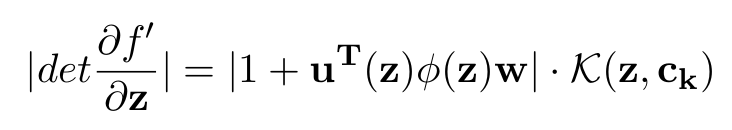 |det ∂f′/∂𝐳| = |1 + 𝐮ᵀ(𝐳)ϕ(𝐳)𝐰| · 𝒦(𝐳, 𝐜ₖ)